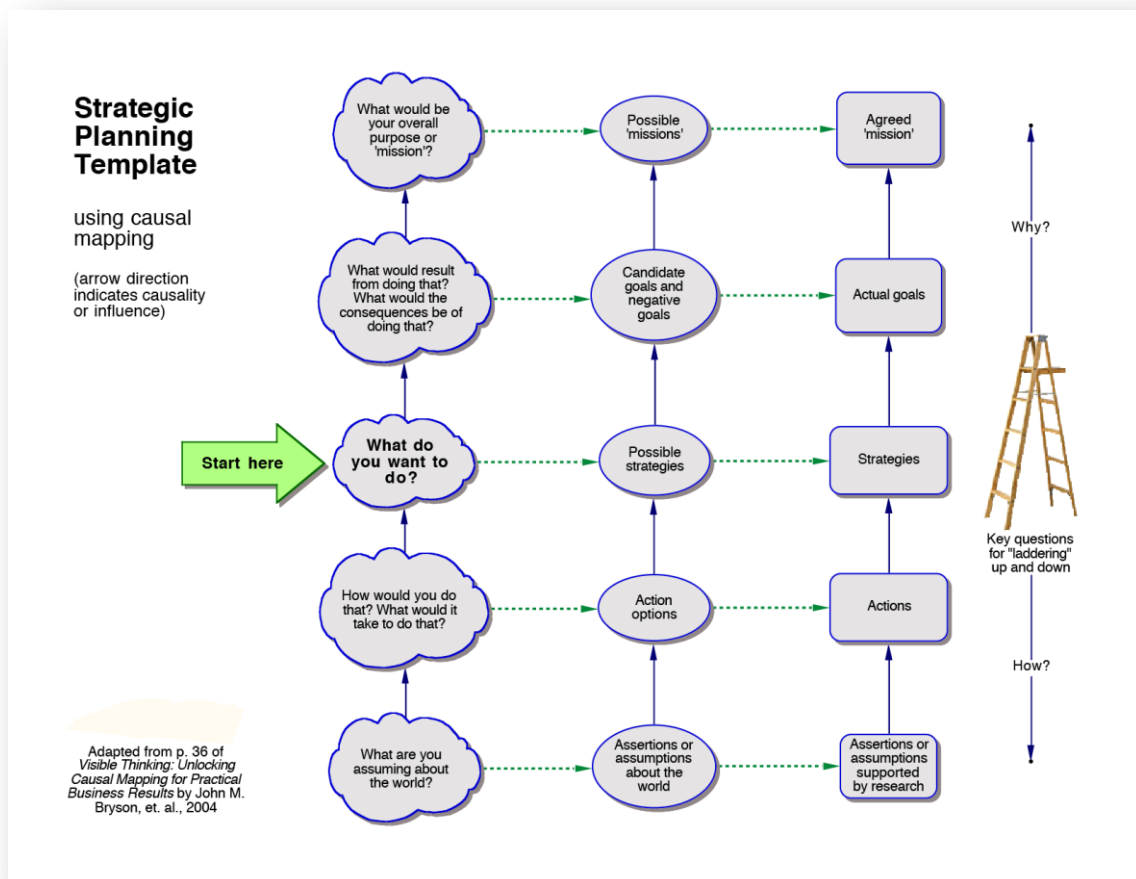 Strategic
Planning
Template
using causal
mapping
(arrow direction
indicates causality
or influence)
What would be
your overall
purpose or
'mission'?
Possible
'missions'
Agreed
'mission'
Why?
What would result
from doing that?
What would the
consequences be of
doing that?
Candidate
goals and
negative
goals
Actual goals
Start here
What do
you want to
do?
Possible
strategies
Strategies
Key questions
for "laddering"
up and down
How would you do
that? What would it
take to do that?
Action
options
Actions
How?
What are you
assuming about
the world?
Assertions or
assumptions
about the
world
Assertions or
assumptions
supported
by research
Adapted from p. 36 of
Visible Thinking: Unlocking
Causal Mapping for Practical
Business Results by John M.
Bryson, et. al., 2004